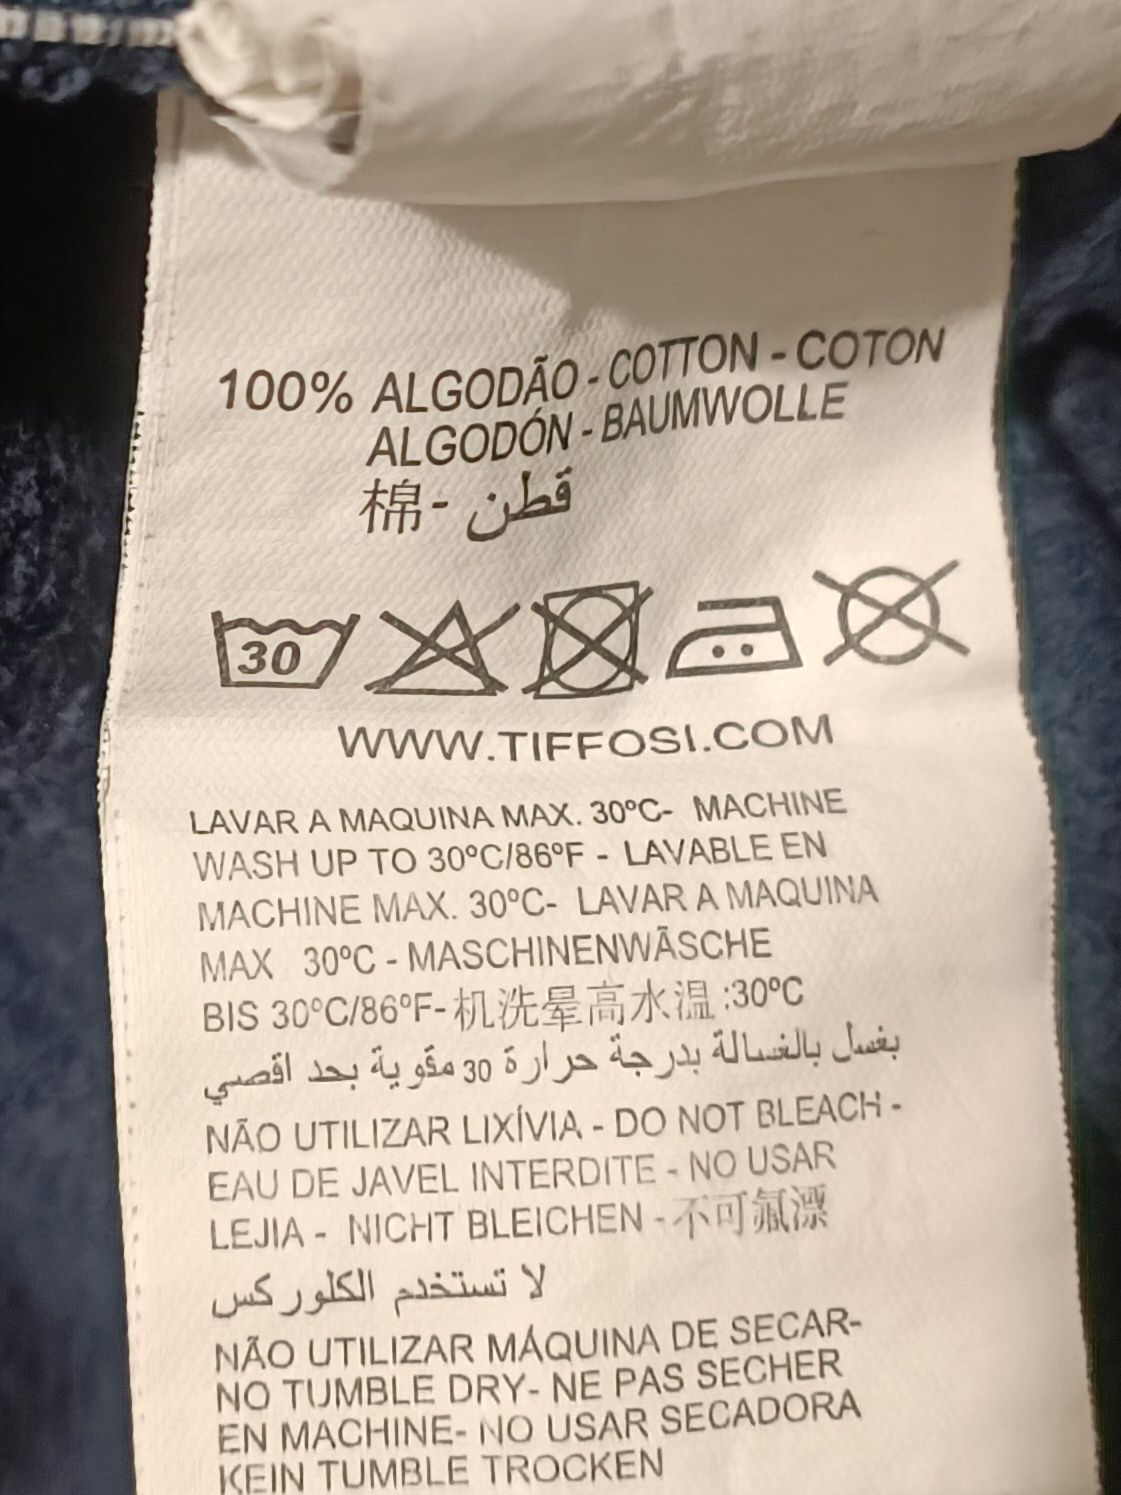 100% ALGODÃO - COTTON - COTON
ALGODÓN - BAUMWOLLE
棉 - قطن
30
WWW.TIFFOSI.COM
LAVAR A MAQUINA MAX. 30ºC- MACHINE
WASH UP TO 30ºC/86ºF - LAVABLE EN
MACHINE MAX. 30ºC- LAVAR A MAQUINA
MAX 30ºC - MASCHINENWÃSCHE
BIS 30ºC/86ºF- 机洗晕高水温 :30ºC
بغسل بالغسالة بدرجة حرارة 30 مقوية بحد اقصي
NÃO UTILIZAR LIXÍVIA - DO NOT BLEACH -
EAU DE JAVEL INTERDITE - NO USAR
LEJIA - NICHT BLEICHEN - 不可氟漂
لا تستخدم الكلوركس
NÃO UTILIZAR MÁQUINA DE SECAR-
NO TUMBLE DRY- NE PAS SECHER
EN MACHINE- NO USAR SECADORA
KEIN TUMBLE TROCKEN